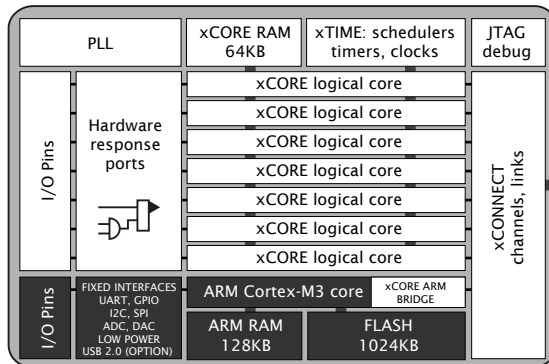 PLL
xCORE RAM
64KB
xTIME: schedulers
timers, clocks
JTAG
debug
I/O Pins
Hardware
response
ports
xCORE logical core
xCORE logical core
xCORE logical core
xCORE logical core
xCORE logical core
xCORE logical core
xCORE logical core
xCONNECT
channels, links
I/O Pins
FIXED INTERFACES
UART, GPIO
I2C, SPI
ADC, DAC
LOW POWER
USB 2.0 (OPTION)
ARM Cortex-M3 core
xCORE ARM
BRIDGE
ARM RAM
128KB
FLASH
1024KB